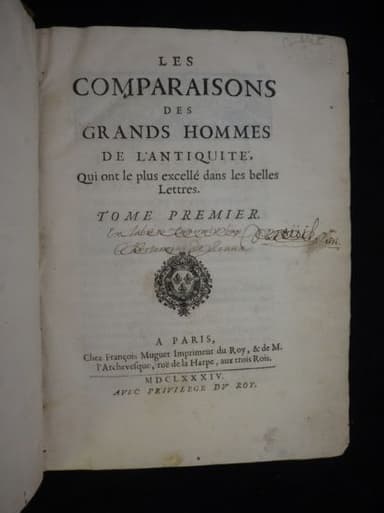 LES
COMPARAISONS
DES
GRANDS HOMMES
DE L'ANTIQUITE',
Qui ont le plus excellé dans les belles
Lettres.
TOME PREMIER.
A PARIS,
Chez François Muguet Imprimeur du Roy, & de M.
l'Archevesque, ruë de la Harpe, aux trois Rois.
MDCLXXXIV.
AVEC PRIVILEGE DV ROY.